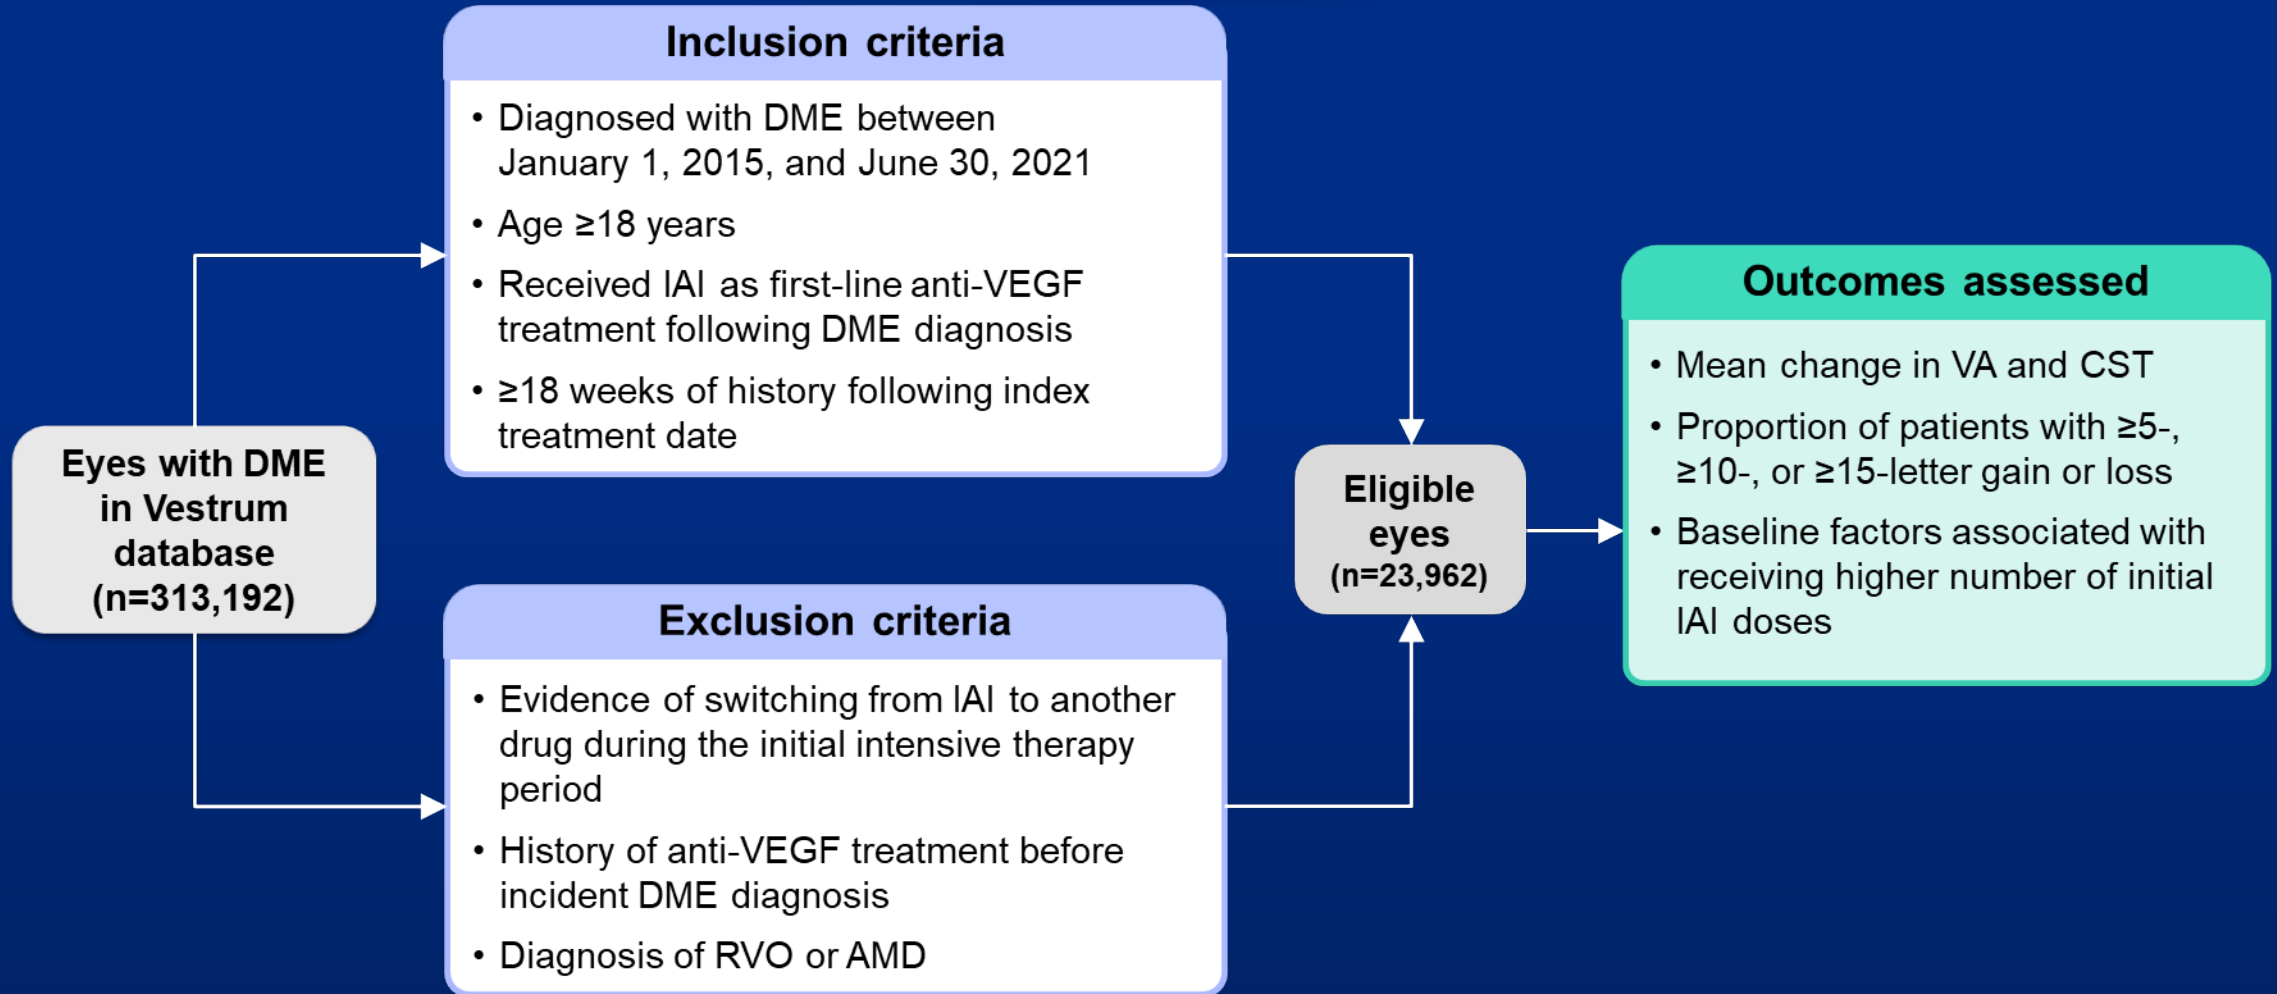 Inclusion criteria
• Diagnosed with DME between
January 1, 2015, and June 30, 2021
• Age ≥18 years
• Received IAI as first-line anti-VEGF
treatment following DME diagnosis
• ≥18 weeks of history following index
treatment date
Eyes with DME
in Vestrum
database
(n=313,192)
Exclusion criteria
• Evidence of switching from IAI to another
drug during the initial intensive therapy
period
• History of anti-VEGF treatment before
incident DME diagnosis
• Diagnosis of RVO or AMD
Eligible
eyes
(n=23,962)
Outcomes assessed
• Mean change in VA and CST
• Proportion of patients with ≥5-,
≥10-, or ≥15-letter gain or loss
• Baseline factors associated with
receiving higher number of initial
IAI doses